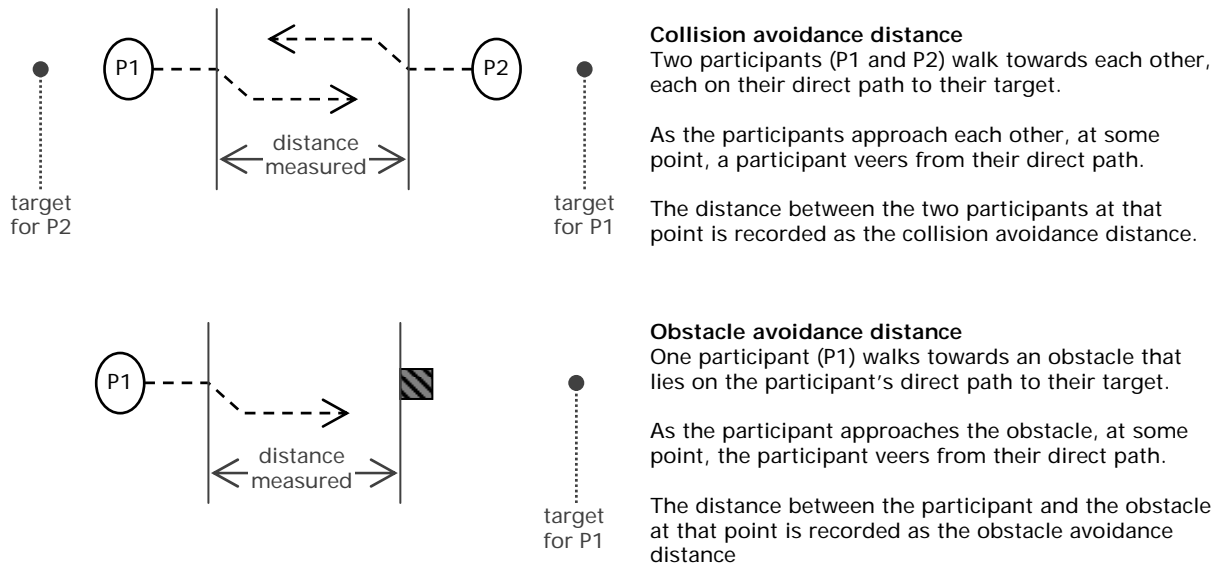 Collision avoidance distance
Two participants (P1 and P2) walk towards each other,
each on their direct path to their target.
As the participants approach each other, at some
point, a participant veers from their direct path.
The distance between the two participants at that
point is recorded as the collision avoidance distance.
P1
P2
distance
measured
target
for P2
target
for P1
Obstacle avoidance distance
One participant (P1) walks towards an obstacle that
lies on the participant's direct path to their target.
As the participant approaches the obstacle, at some
point, the participant veers from their direct path.
The distance between the participant and the obstacle
at that point is recorded as the obstacle avoidance
distance
P1
distance
measured
target
for P1